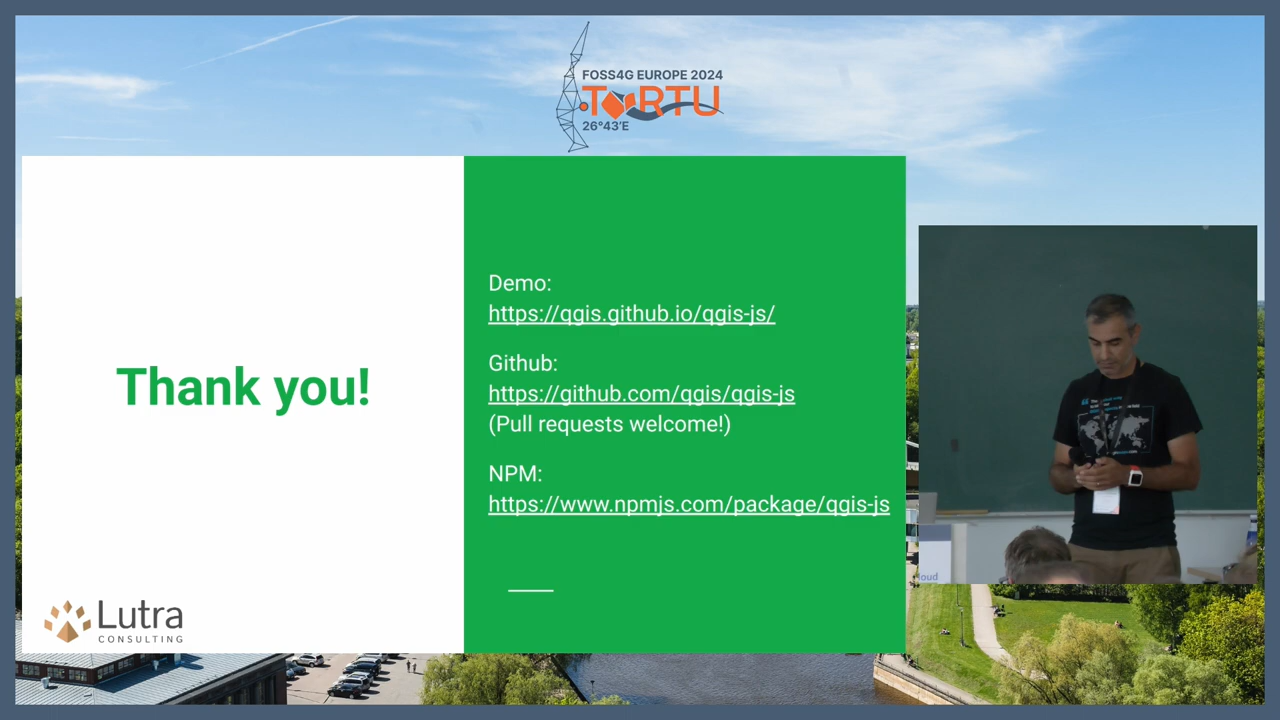 FOSS4G EUROPE 2024
TARTU
26°43'E
Thank you!
Demo:
https://qgis.github.io/qgis-js/
Github:
https://github.com/qgis/qgis-js
(Pull requests welcome!)
NPM:
https://www.npmjs.com/package/qgis-js
Lutra
CONSULTING
loud